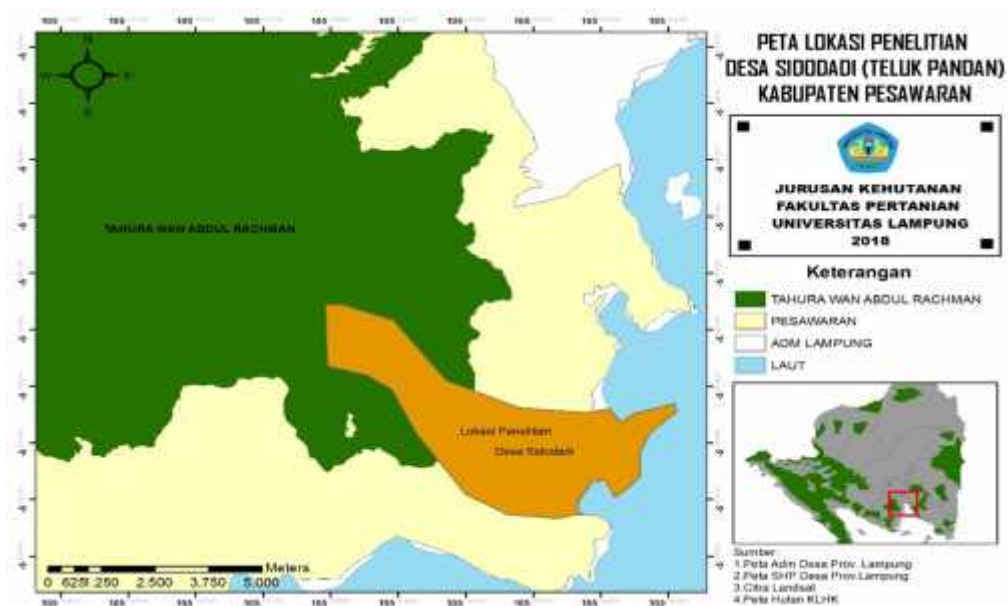 PETA LOKASI PENELITIAN
DESA SIDODADI (TELUK PANDAN)
KABUPATEN PESAWARAN
JURUSAN KEHUTANAN
FAKULTAS PERTANIAN
UNIVERSITAS LAMPUNG
2018
Keterangan
TAHURA WAN ABDUL RACHMAN
PESAWARAN
ADM LAMPUNG
LAUT
N
W
E
S
TAHURA WAN ABDUL RACHMAN
Lokasi Penelitian
Desa Sidodadi
Meters
0 625 1.250 2.500 3.750 5.000
Sumber
1.Peta Adm Desa Prov. Lampung
2.Peta SHP Desa Prov.Lampung
3.Citra Landsat
4.Peta Hutan KLHK